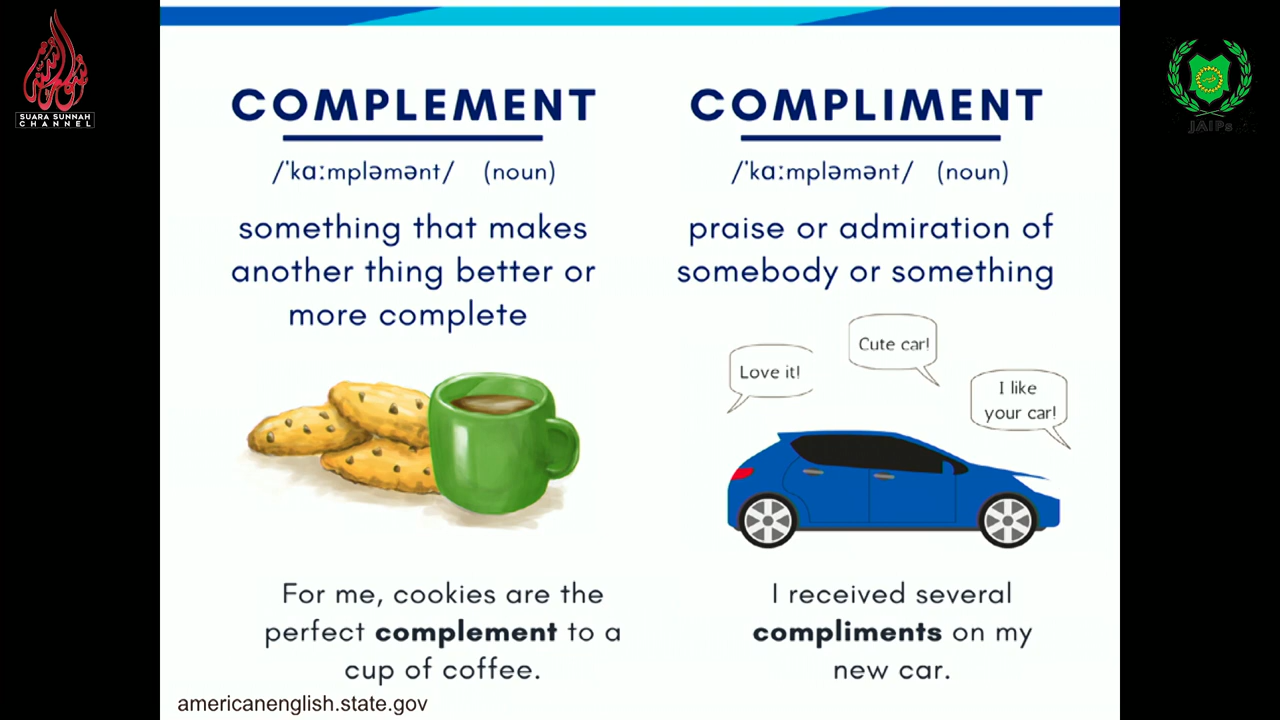 SUARA SUNNAH
CHANNEL
JAIPs
COMPLEMENT
/ˈkɑːmpləmənt/ (noun)
something that makes
another thing better or
more complete
For me, cookies are the
perfect complement to a
cup of coffee.
COMPLIMENT
/ˈkɑːmpləmənt/ (noun)
praise or admiration of
somebody or something
Love it!
Cute car!
I like
your car!
I received several
compliments on my
new car.
americanenglish.state.gov